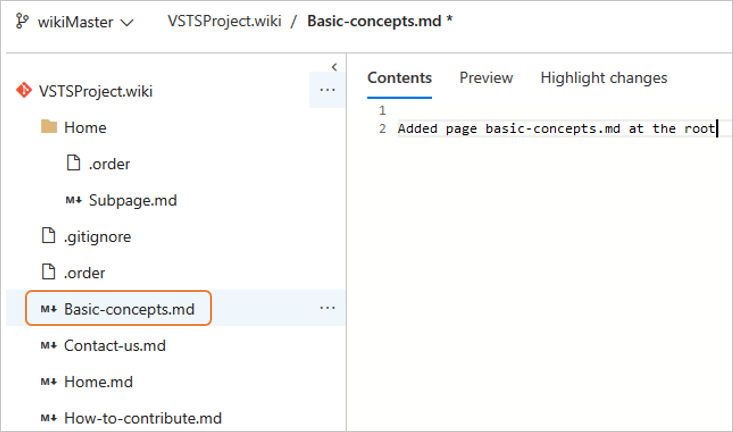 wikiMaster VSTSProject.wiki / Basic-concepts.md *
VSTSProject.wiki
Home
.order
Subpage.md
.gitignore
.order
Basic-concepts.md
Contact-us.md
Home.md
How-to-contribute.md
Contents Preview Highlight changes
1
2 Added page basic-concepts.md at the root